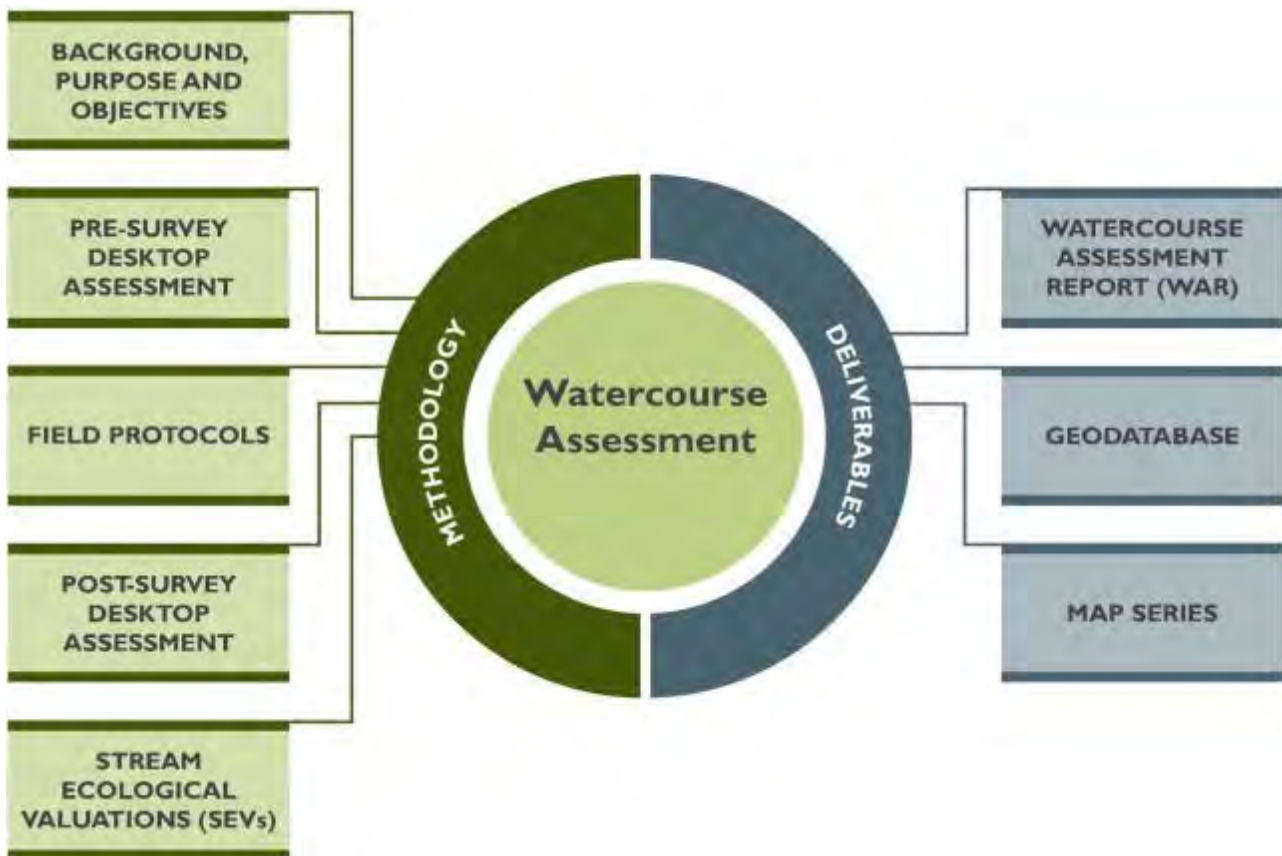 BACKGROUND,
PURPOSE AND
OBJECTIVES
PRE-SURVEY
DESKTOP
ASSESSMENT
FIELD PROTOCOLS
POST-SURVEY
DESKTOP
ASSESSMENT
STREAM
ECOLOGICAL
VALUATIONS (SEVs)
METHODOLOGY
Watercourse
Assessment
DELIVERABLES
WATERCOURSE
ASSESSMENT
REPORT (WAR)
GEODATABASE
MAP SERIES